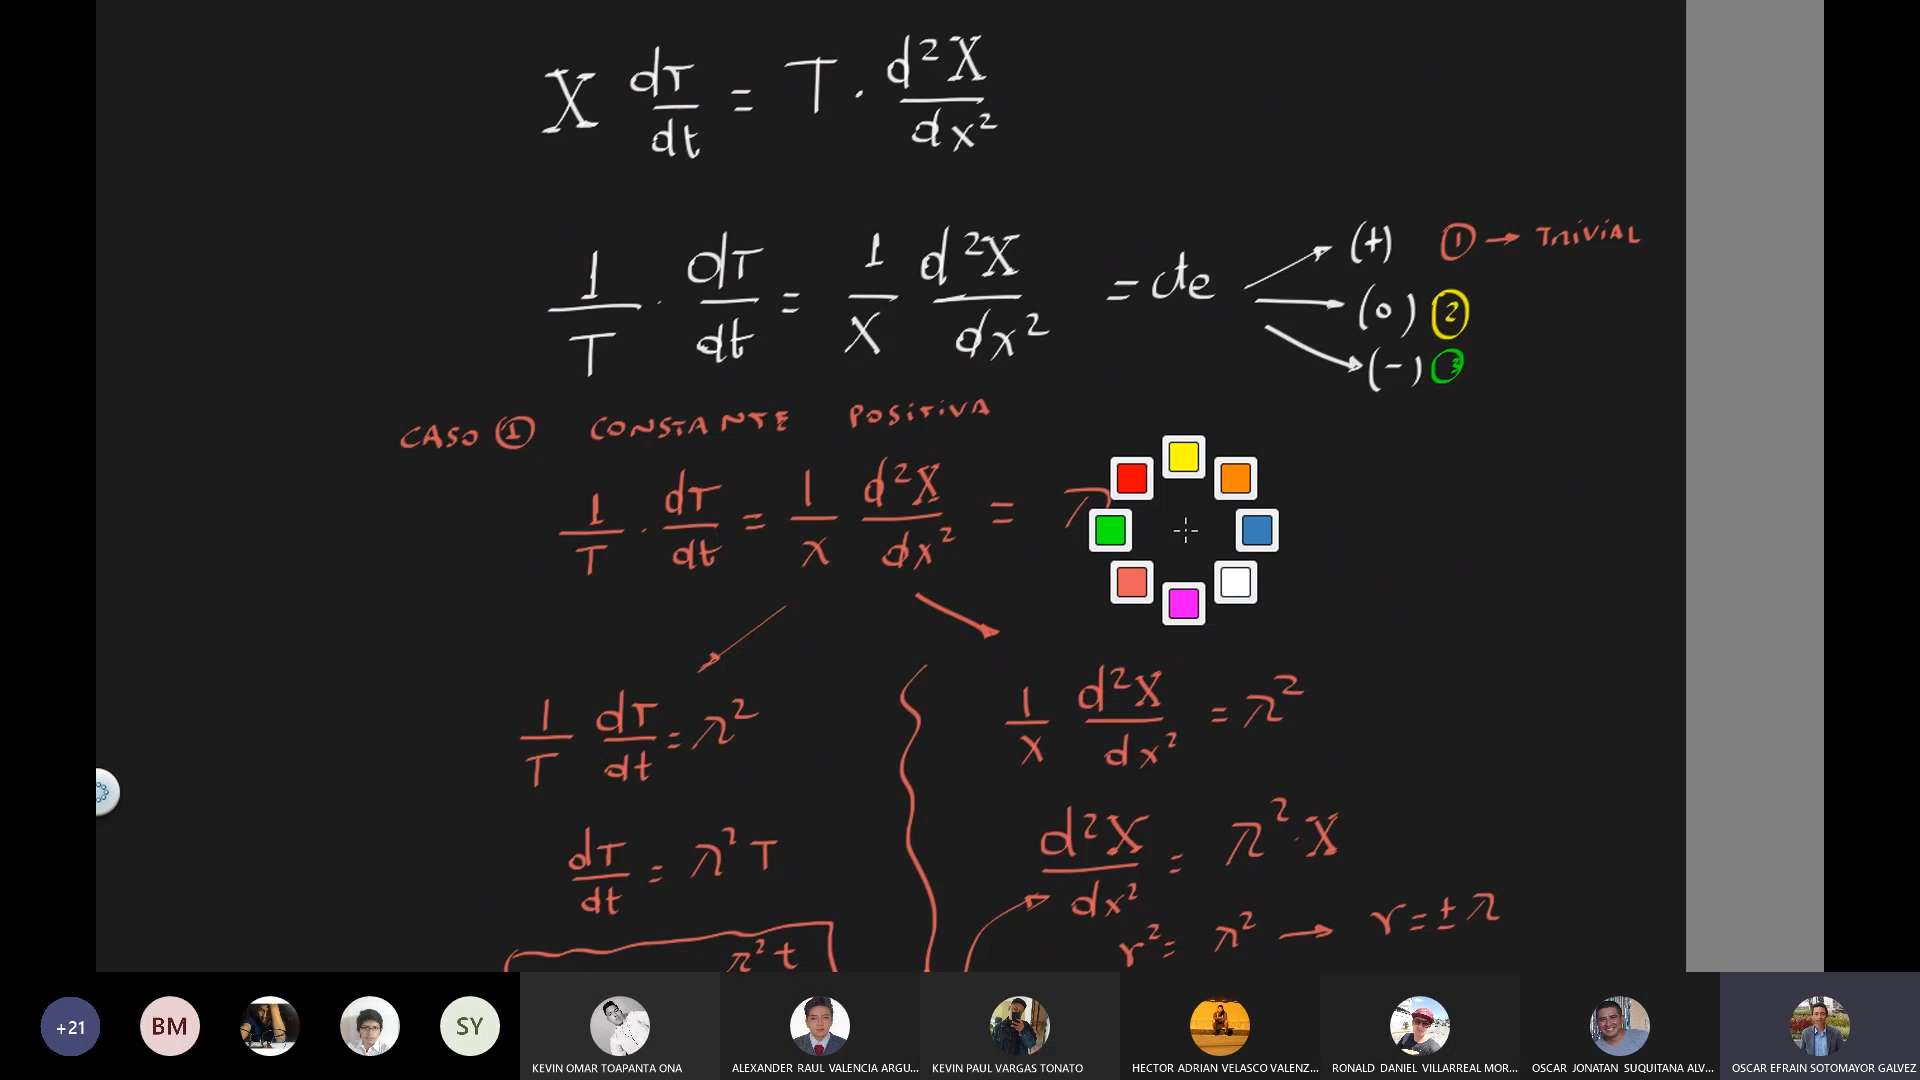 X dT/dt = T · d²X/dx²
1/T · dT/dt = 1/X d²X/dx² = cte
(+) ① → TRIVIAL
(0) ②
(-) ③
CASO ① CONSTANTE POSITIVA
1/T · dT/dt = 1/X d²X/dx² = λ
1/T dT/dt = λ²
1/X d²X/dx² = λ²
dT/dt = λ² T
d²X/dx² = λ² · X
r² = λ² → r = ± λ
λ² t
+21
BM
SY
KEVIN OMAR TOAPANTA ONA
ALEXANDER RAUL VALENCIA ARGU...
KEVIN PAUL VARGAS TONATO
HECTOR ADRIAN VELASCO VALENZ...
RONALD DANIEL VILLARREAL MOR...
OSCAR JONATAN SUQUITANA ALV...
OSCAR EFRAIN SOTOMAYOR GALVEZ